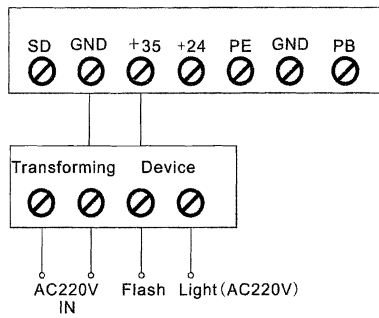 SD GND +35 +24 PE GND PB
Transforming Device
AC220V Flash Light(AC220V)
IN